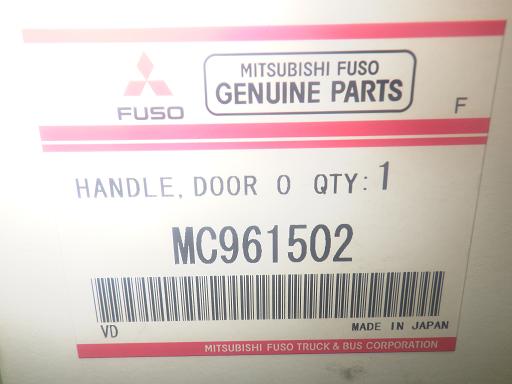 FUSO
MITSUBISHI FUSO
GENUINE PARTS
F
HANDLE, DOOR O QTY: 1
MC961502
VD
MADE IN JAPAN
MITSUBISHI FUSO TRUCK & BUS CORPORATION